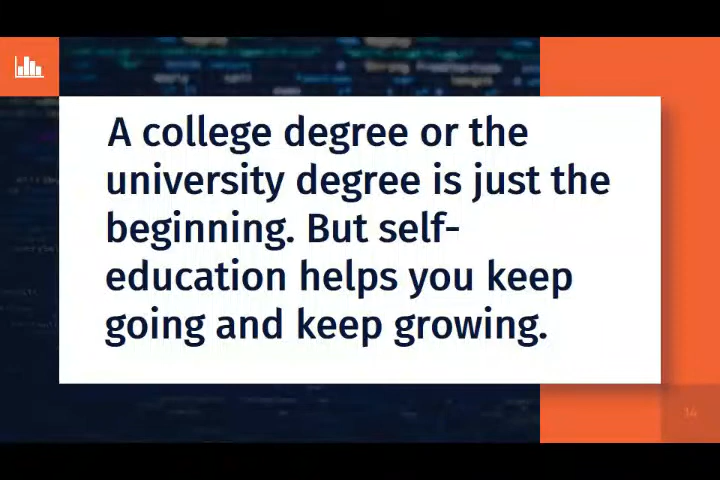 A college degree or the
university degree is just the
beginning. But self-
education helps you keep
going and keep growing.
14